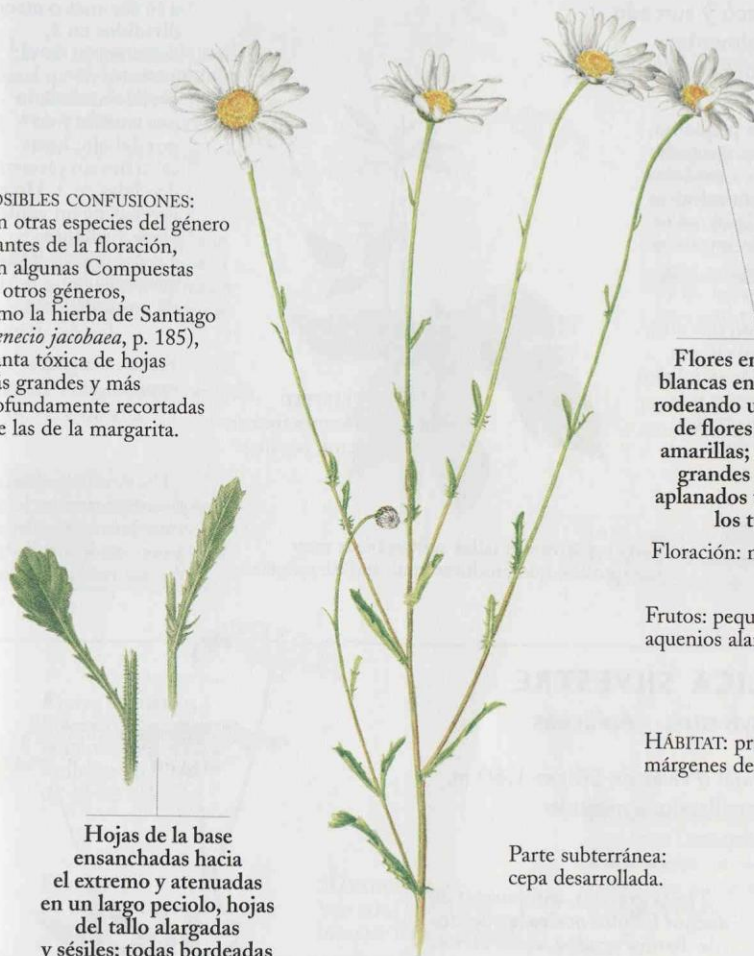 OSIBLES CONFUSIONES:
n otras especies del género
antes de la floración,
n algunas Compuestas
otros géneros,
mo la hierba de Santiago
enecio jacobaea, p. 185),
anta tóxica de hojas
ás grandes y más
ofundamente recortadas
e las de la margarita.
Flores en
blancas en
rodeando u
de flores
amarillas;
grandes
aplanados
los t
Floración: n
Frutos: pequ
aquenios ala
HÁBITAT: pr
márgenes de
Parte subterránea:
cepa desarrollada.
Hojas de la base
ensanchadas hacia
el extremo y atenuadas
en un largo peciolo, hojas
del tallo alargadas
y sésiles; todas bordeadas